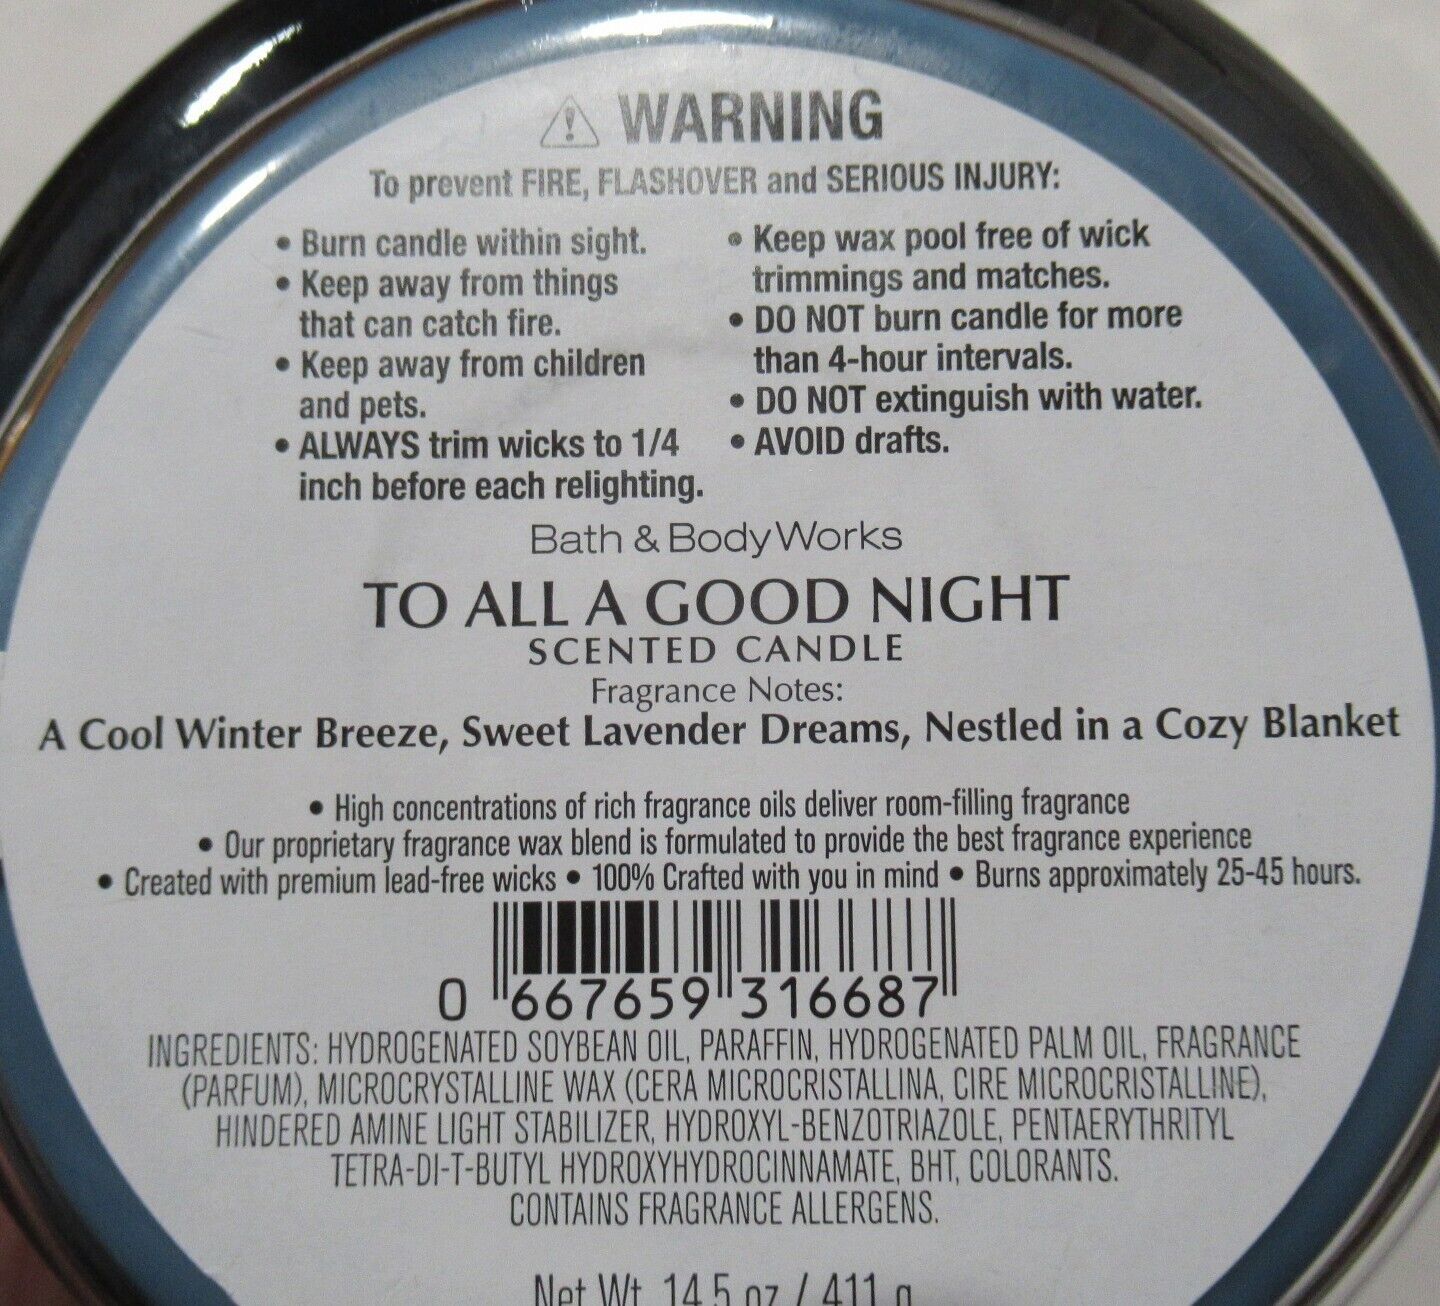 ⚠ WARNING
To prevent FIRE, FLASHOVER and SERIOUS INJURY:
• Burn candle within sight.
• Keep away from things
that can catch fire.
• Keep away from children
and pets.
• ALWAYS trim wicks to 1/4
inch before each relighting.
• Keep wax pool free of wick
trimmings and matches.
• DO NOT burn candle for more
than 4-hour intervals.
• DO NOT extinguish with water.
• AVOID drafts.
Bath & Body Works
TO ALL A GOOD NIGHT
SCENTED CANDLE
Fragrance Notes:
A Cool Winter Breeze, Sweet Lavender Dreams, Nestled in a Cozy Blanket
• High concentrations of rich fragrance oils deliver room-filling fragrance
• Our proprietary fragrance wax blend is formulated to provide the best fragrance experience
• Created with premium lead-free wicks • 100% Crafted with you in mind • Burns approximately 25-45 hours.
0 667659 316687
INGREDIENTS: HYDROGENATED SOYBEAN OIL, PARAFFIN, HYDROGENATED PALM OIL, FRAGRANCE
(PARFUM), MICROCRYSTALLINE WAX (CERA MICROCRISTALLINA, CIRE MICROCRISTALLINE),
HINDERED AMINE LIGHT STABILIZER, HYDROXYL-BENZOTRIAZOLE, PENTAERYTHRITYL
TETRA-DI-T-BUTYL HYDROXYHYDROCINNAMATE, BHT, COLORANTS.
CONTAINS FRAGRANCE ALLERGENS.
Net Wt 14.5 oz / 411 g